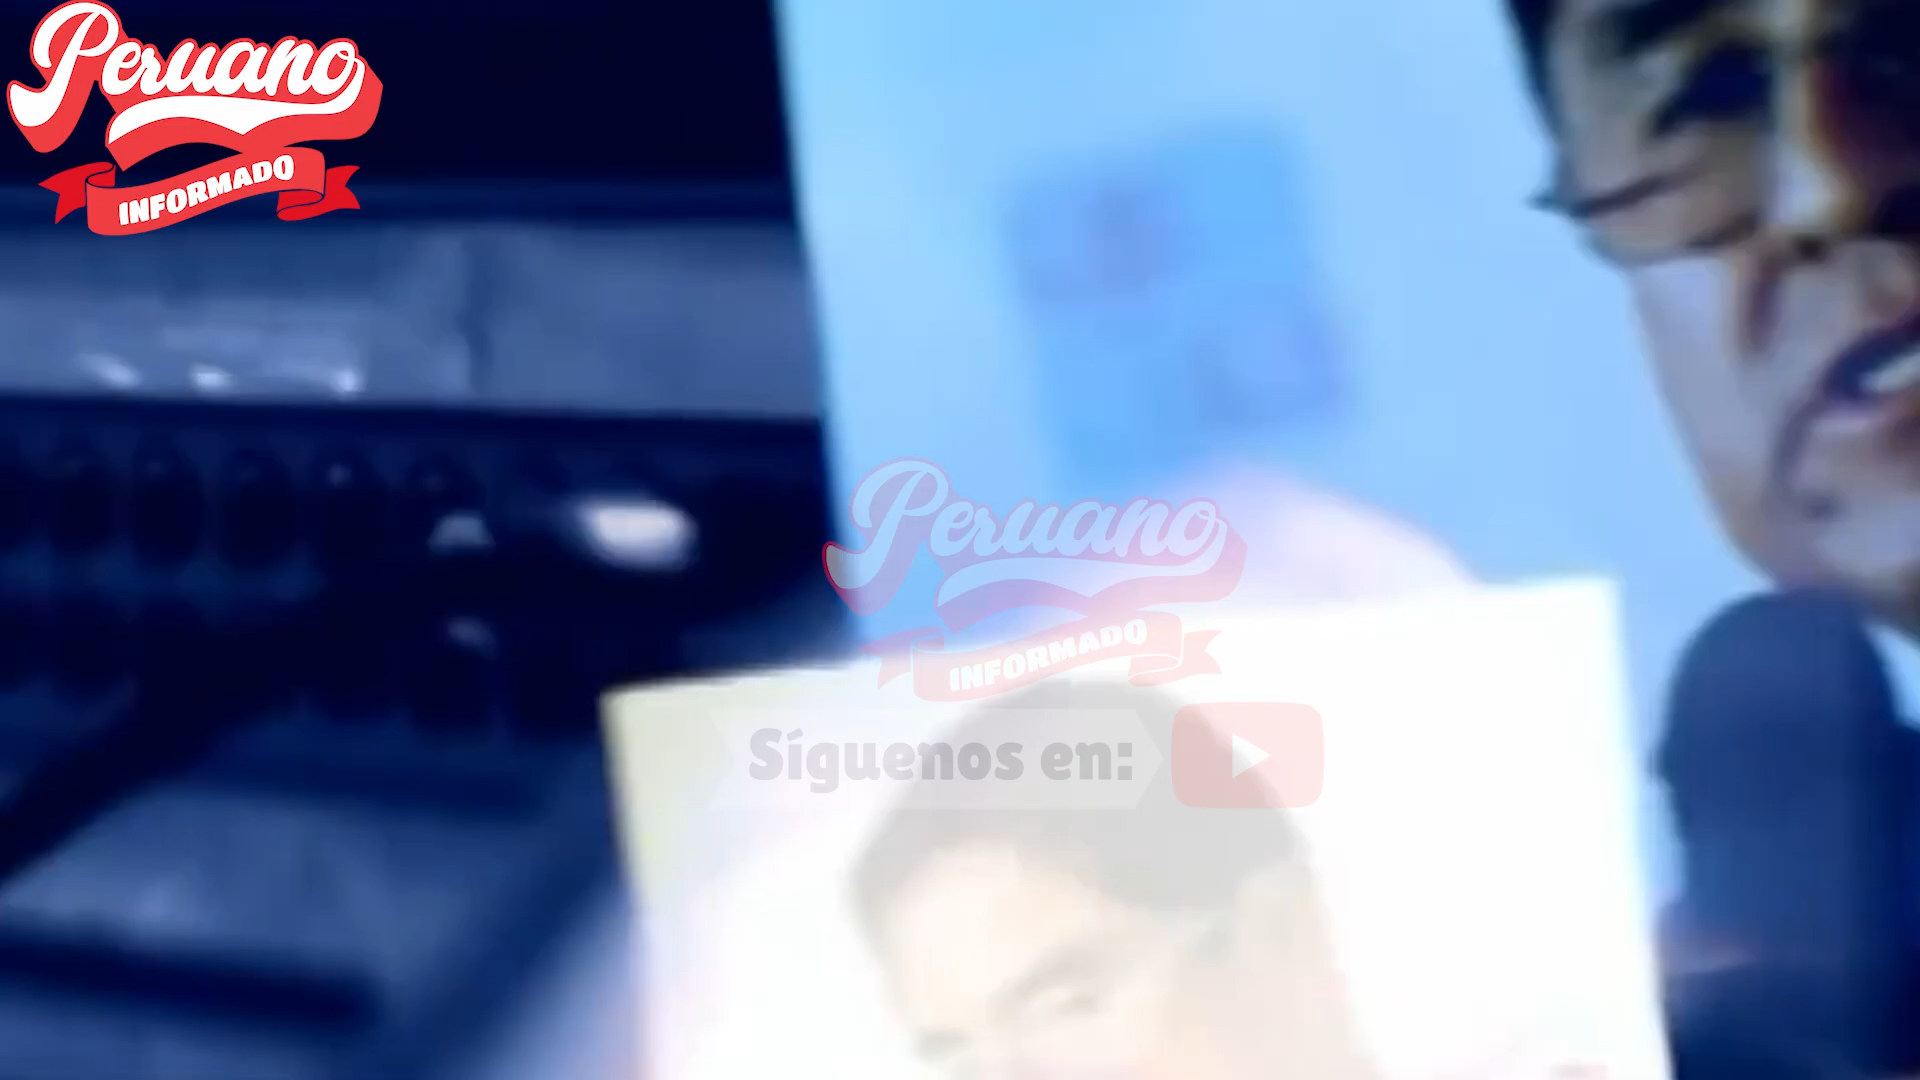 Peruano
INFORMADO
Peruano
INFORMADO
Síguenos en: